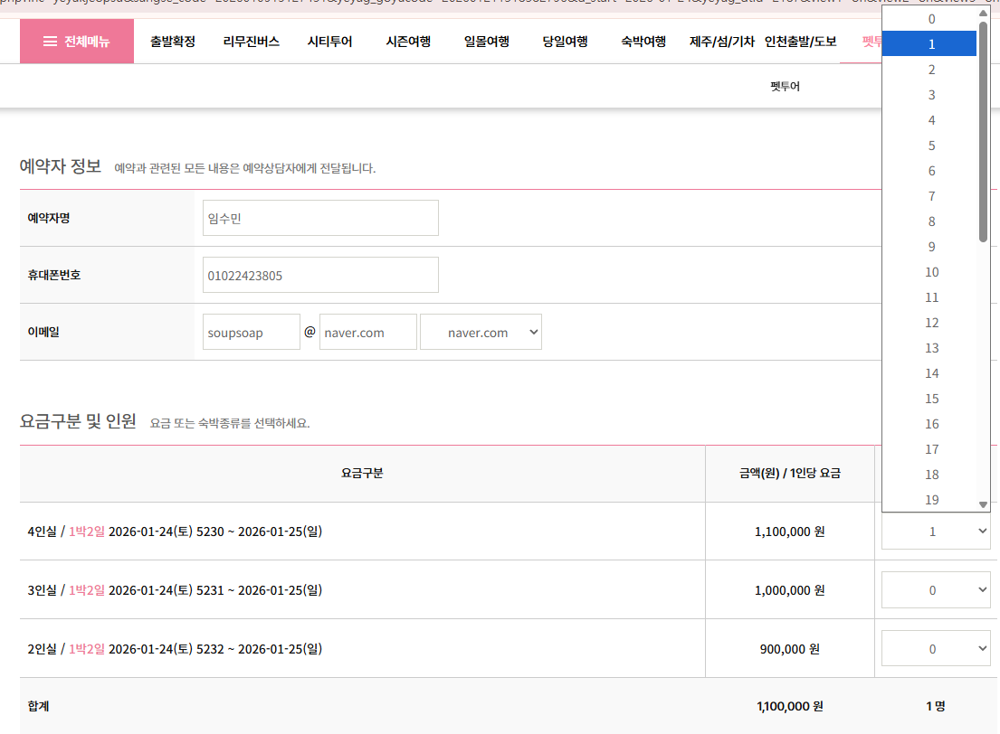 전체메뉴 출발확정 리무진버스 시티투어 시즌여행 일몰여행 당일여행 숙박여행 제주/섬/기차 인천출발/도보
펫투어
예약자 정보 예약과 관련된 모든 내용은 예약상담자에게 전달됩니다.
예약자명 임수민
휴대폰번호 01022423805
이메일 soupsoap @ naver.com naver.com
0
1
2
3
4
5
6
7
8
9
10
11
12
13
14
15
16
17
18
19
요금구분 및 인원 요금 또는 숙박종류를 선택하세요.
요금구분 금액(원) / 1인당 요금
4인실 / 1박2일 2026-01-24(토) 5230 ~ 2026-01-25(일) 1,100,000 원 1
3인실 / 1박2일 2026-01-24(토) 5231 ~ 2026-01-25(일) 1,000,000 원 0
2인실 / 1박2일 2026-01-24(토) 5232 ~ 2026-01-25(일) 900,000 원 0
합계 1,100,000 원 1 명